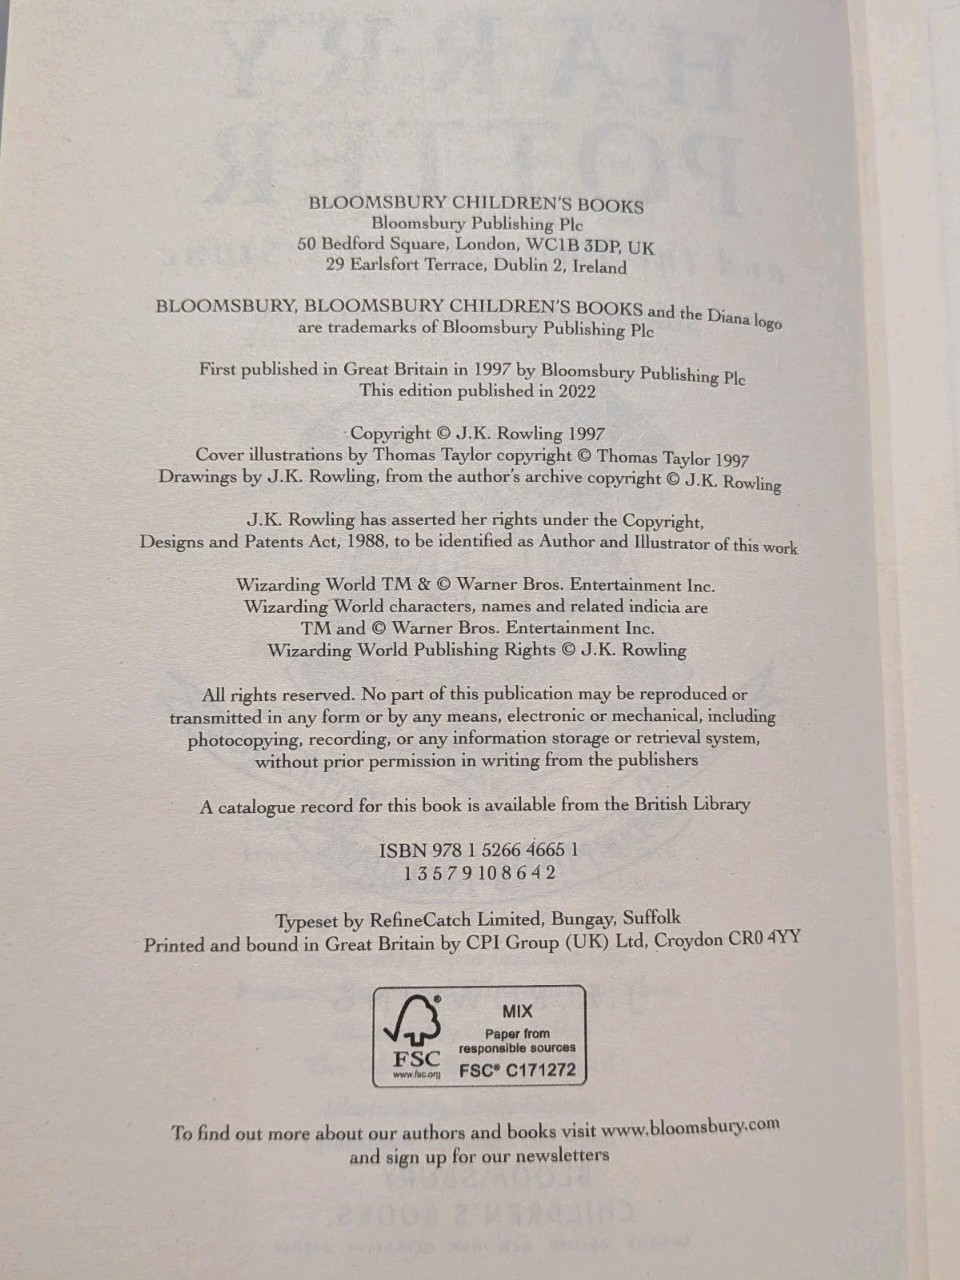 BLOOMSBURY CHILDREN'S BOOKS
Bloomsbury Publishing Plc
50 Bedford Square, London, WC1B 3DP, UK
29 Earlsfort Terrace, Dublin 2, Ireland
BLOOMSBURY, BLOOMSBURY CHILDREN'S BOOKS and the Diana logo
are trademarks of Bloomsbury Publishing Plc
First published in Great Britain in 1997 by Bloomsbury Publishing Plc
This edition published in 2022
Copyright © J.K. Rowling 1997
Cover illustrations by Thomas Taylor copyright © Thomas Taylor 1997
Drawings by J.K. Rowling, from the author's archive copyright © J.K. Rowling
J.K. Rowling has asserted her rights under the Copyright,
Designs and Patents Act, 1988, to be identified as Author and Illustrator of this work
Wizarding World TM & © Warner Bros. Entertainment Inc.
Wizarding World characters, names and related indicia are
TM and © Warner Bros. Entertainment Inc.
Wizarding World Publishing Rights © J.K. Rowling
All rights reserved. No part of this publication may be reproduced or
transmitted in any form or by any means, electronic or mechanical, including
photocopying, recording, or any information storage or retrieval system,
without prior permission in writing from the publishers
A catalogue record for this book is available from the British Library
ISBN 978 1 5266 4665 1
1 3 5 7 9 10 8 6 4 2
Typeset by RefineCatch Limited, Bungay, Suffolk
Printed and bound in Great Britain by CPI Group (UK) Ltd, Croydon CR0 4YY
FSC
www.fsc.org
MIX
Paper from
responsible sources
FSC® C171272
To find out more about our authors and books visit www.bloomsbury.com
and sign up for our newsletters